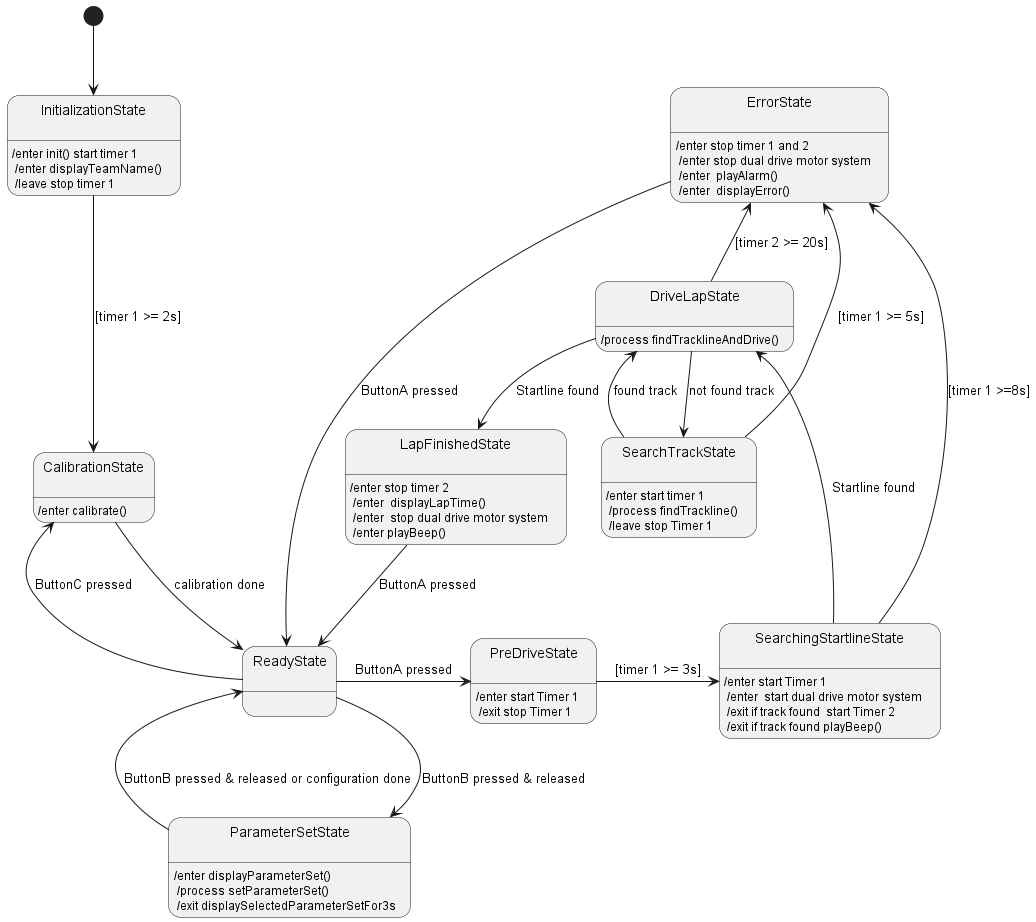 InitializationState
/enter init() start timer 1
/enter displayTeamName()
/leave stop timer 1
ErrorState
/enter stop timer 1 and 2
/enter stop dual drive motor system
/enter  playAlarm()
/enter  displayError()
[timer 2 >= 20s]
DriveLapState
/process findTracklineAndDrive()
[timer 1 >= 2s]
[timer 1 >= 5s]
ButtonA pressed
Startline found
found track
not found track
[timer 1 >=8s]
LapFinishedState
/enter stop timer 2
/enter  displayLapTime()
/enter  stop dual drive motor system
/enter playBeep()
SearchTrackState
/enter start timer 1
/process findTrackline()
/leave stop Timer 1
CalibrationState
/enter calibrate()
Startline found
ButtonC pressed
calibration done
ButtonA pressed
ReadyState
ButtonA pressed
PreDriveState
/enter start Timer 1
/exit stop Timer 1
[timer 1 >= 3s]
SearchingStartlineState
/enter start Timer 1
/enter  start dual drive motor system
/exit if track found  start Timer 2
/exit if track found playBeep()
ButtonB pressed & released or configuration done
ButtonB pressed & released
ParameterSetState
/enter displayParameterSet()
/process setParameterSet()
/exit displaySelectedParameterSetFor3s